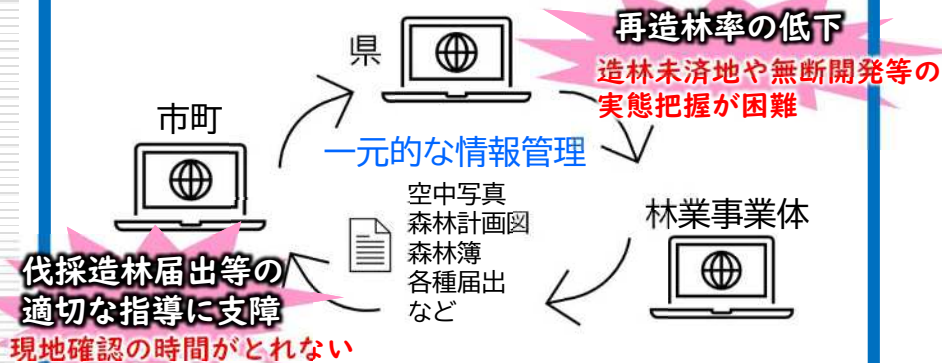 再造林率の低下
造林未済地や無断開発等の
実態把握が困難
県
市町
一元的な情報管理
空中写真
森林計画図
森林簿
各種届出
など
林業事業体
伐採造林届出等の
適切な指導に支障
現地確認の時間がとれない